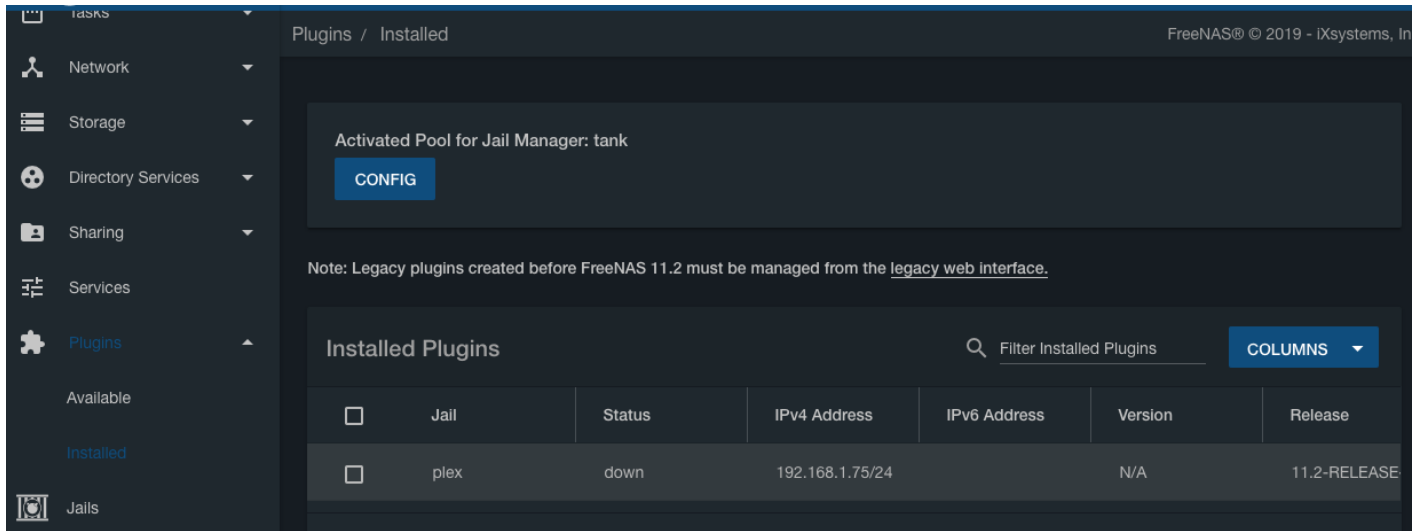 Tasks
Plugins / Installed
FreeNAS® © 2019 - iXsystems, In
Network
Storage
Directory Services
Sharing
Services
Plugins
Available
Installed
Jails
Activated Pool for Jail Manager: tank
CONFIG
Note: Legacy plugins created before FreeNAS 11.2 must be managed from the legacy web interface.
Installed Plugins
Filter Installed Plugins
COLUMNS
Jail Status IPv4 Address IPv6 Address Version Release
plex down 192.168.1.75/24 N/A 11.2-RELEASE-